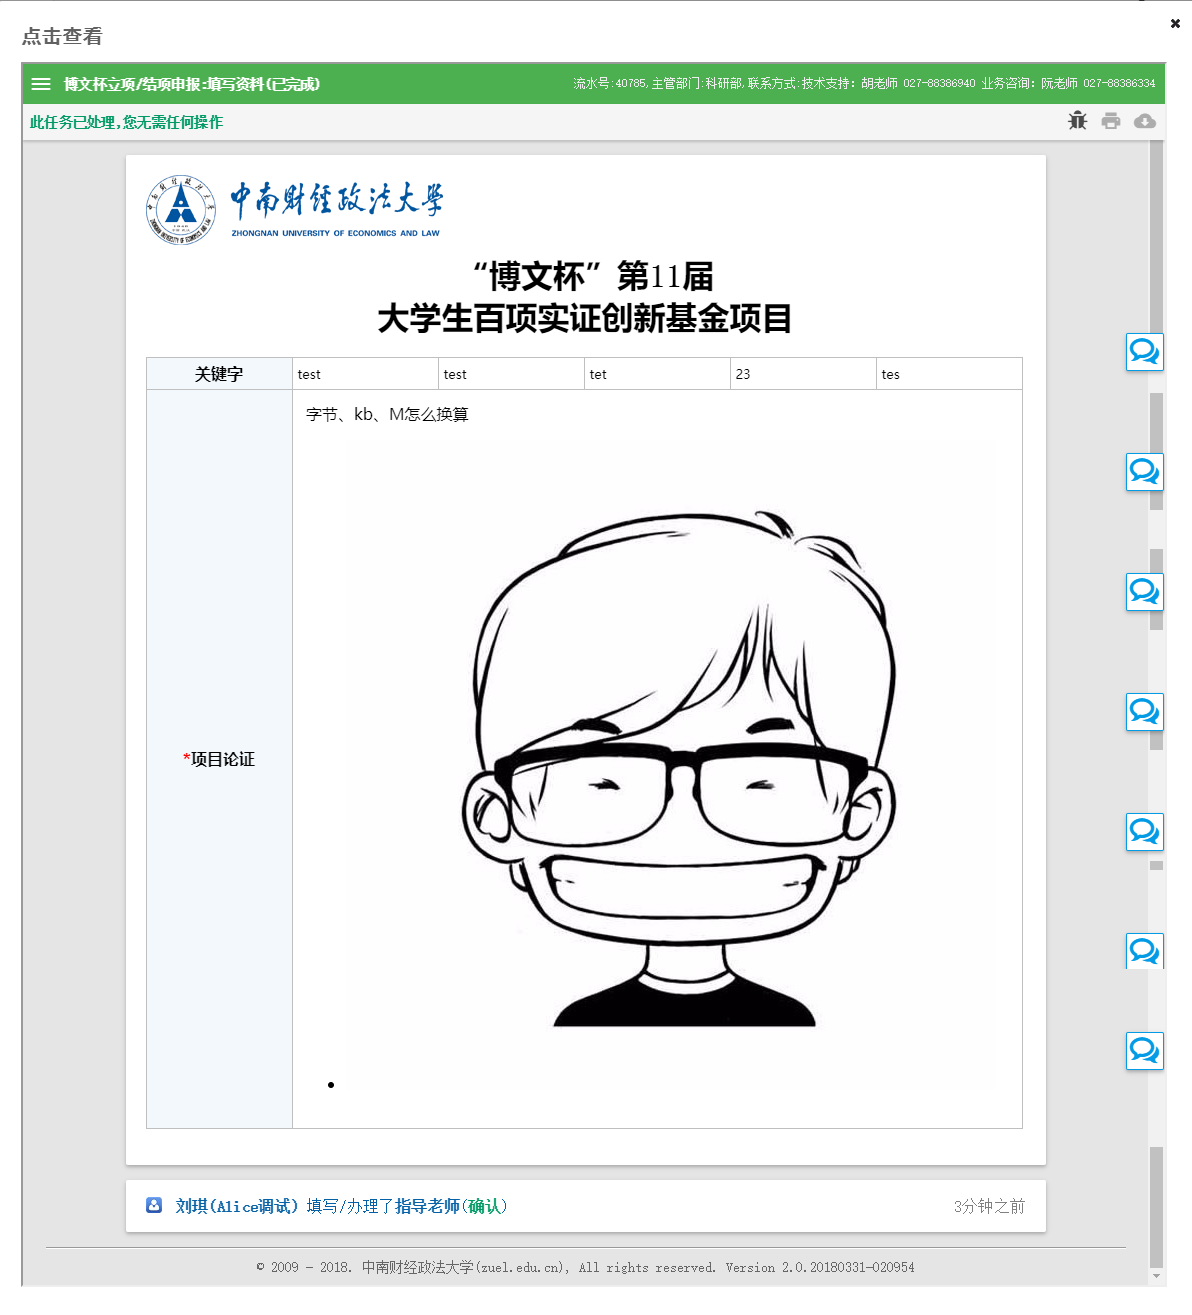 点击查看
博文杯立项/结项申报:填写资料(已完成)
流水号:40785,主管部门:科研部,联系方式:技术支持: 胡老师 027-88386940 业务咨询: 阮老师 027-88386334
此任务已处理,您无需任何操作
中南财经政法大学
ZHONGNAN UNIVERSITY OF ECONOMICS AND LAW
“博文杯”第11届
大学生百项实证创新基金项目
关键字 test test tet 23 tes
字节、kb、M怎么换算
*项目论证
刘琪(Alice调试) 填写/办理了指导老师(确认) 3分钟之前
© 2009 - 2018. 中南财经政法大学(zuel.edu.cn), All rights reserved. Version 2.0.20180331-020954